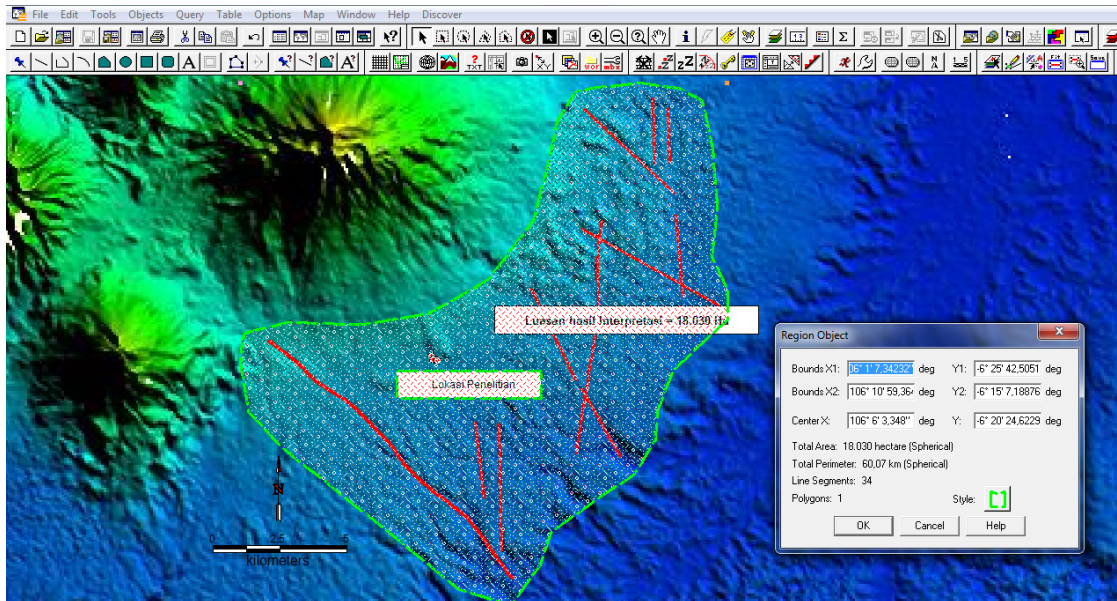 File Edit Tools Objects Query Table Options Map Window Help Discover
Luasan hasil Interpretasi = 18.030 Ha
Lokasi Penelitian
N
2.5 5
kilometers
Region Object
Bounds X1: 06° 1' 7,34232" deg Y1: -6° 25' 42,5051 deg
Bounds X2: 106° 10' 59,364 deg Y2: -6° 15' 7,18876 deg
Center X: 106° 6' 3,348" deg Y: -6° 20' 24,6229 deg
Total Area: 18.030 hectare (Spherical)
Total Perimeter: 60,07 km (Spherical)
Line Segments: 34
Polygons: 1 Style:
OK Cancel Help